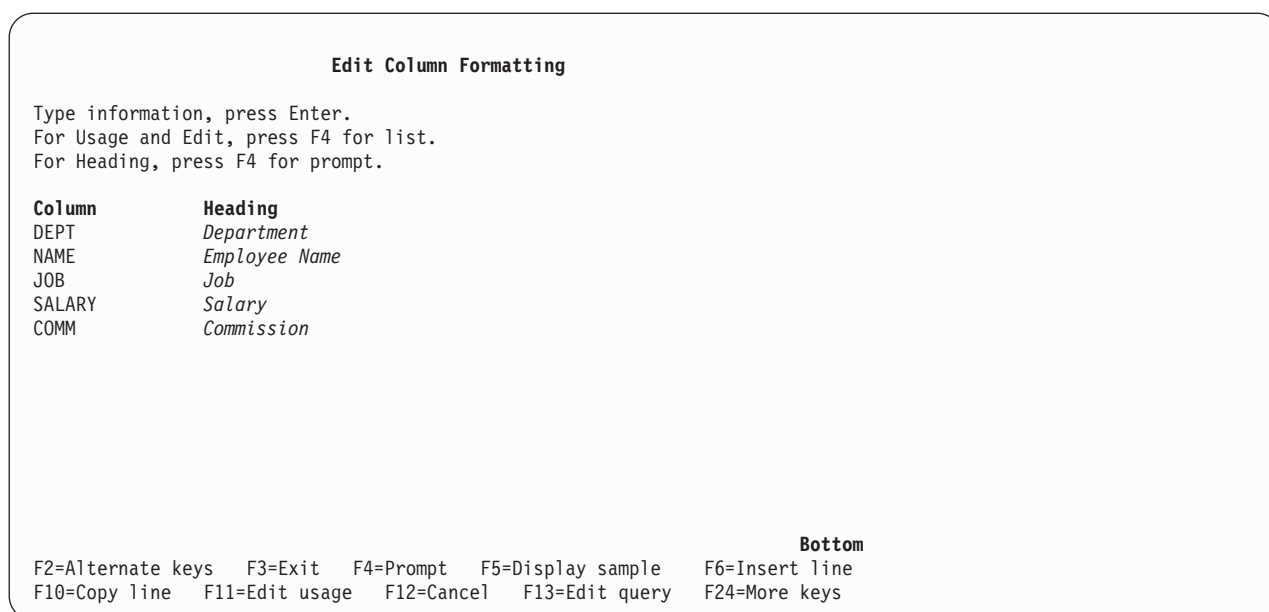 Edit Column Formatting
Type information, press Enter.
For Usage and Edit, press F4 for list.
For Heading, press F4 for prompt.
Column Heading
DEPT Department
NAME Employee Name
JOB Job
SALARY Salary
COMM Commission
Bottom
F2=Alternate keys F3=Exit F4=Prompt F5=Display sample F6=Insert line
F10=Copy line F11=Edit usage F12=Cancel F13=Edit query F24=More keys